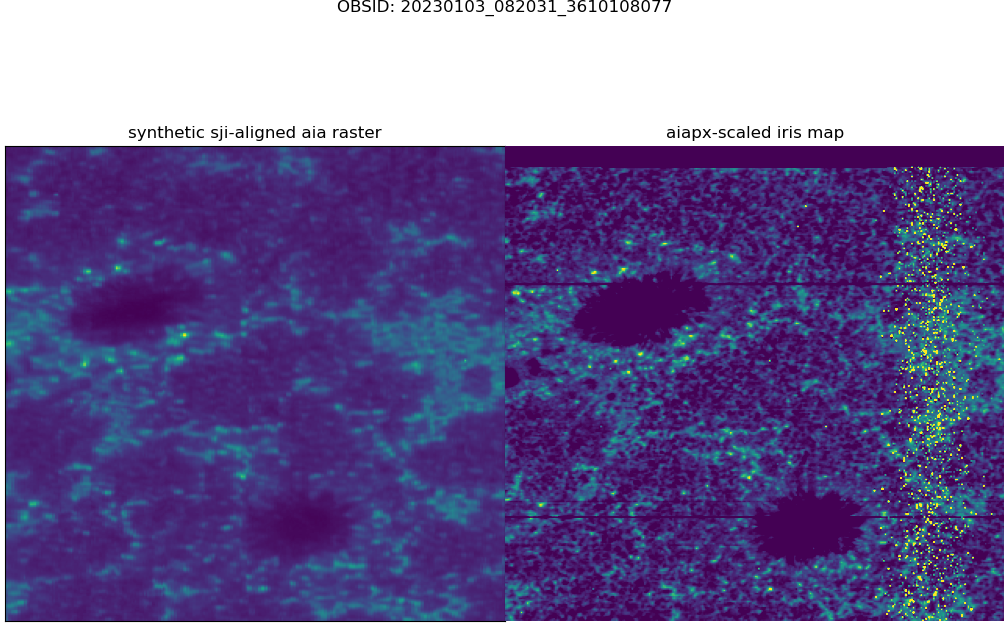 OBSID: 20230103_082031_3610108077
synthetic sji-aligned aia raster
aiapx-scaled iris map